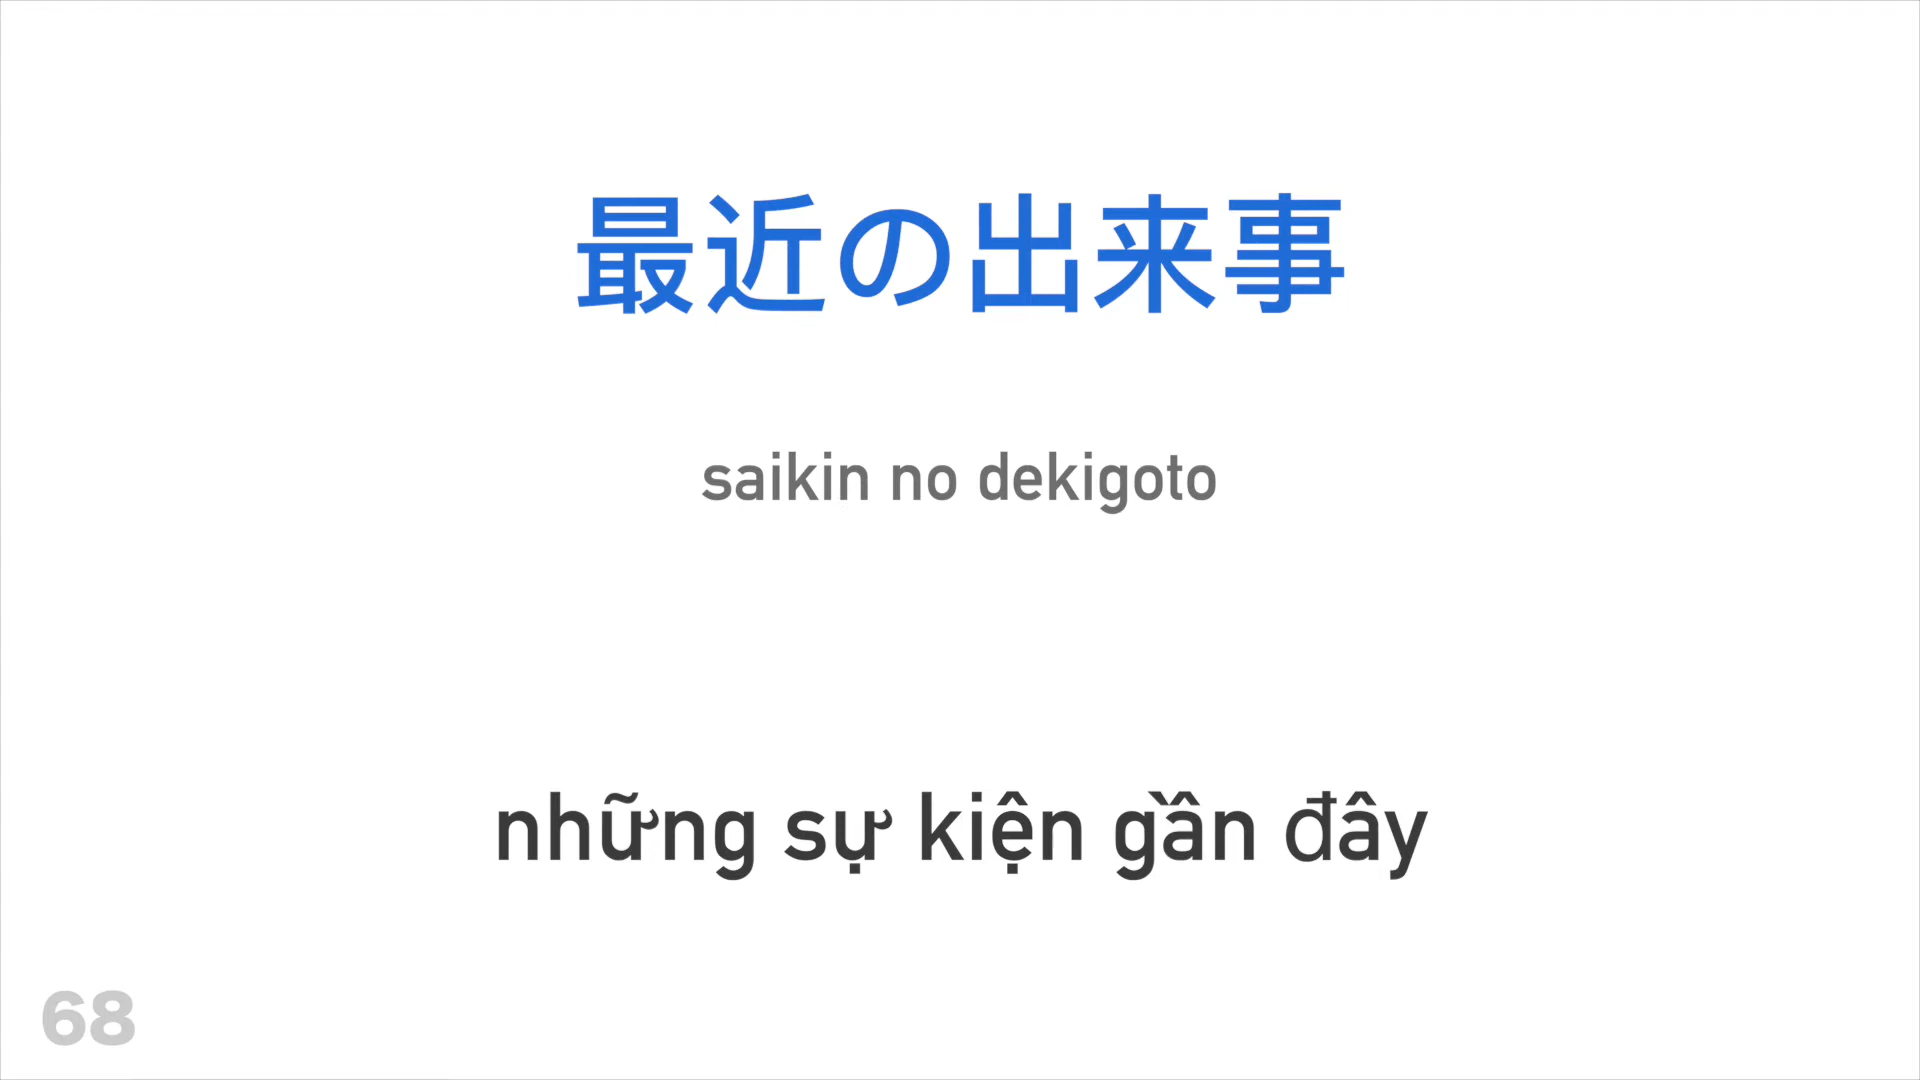 最近の出来事
saikin no dekigoto
những sự kiện gần đây
68